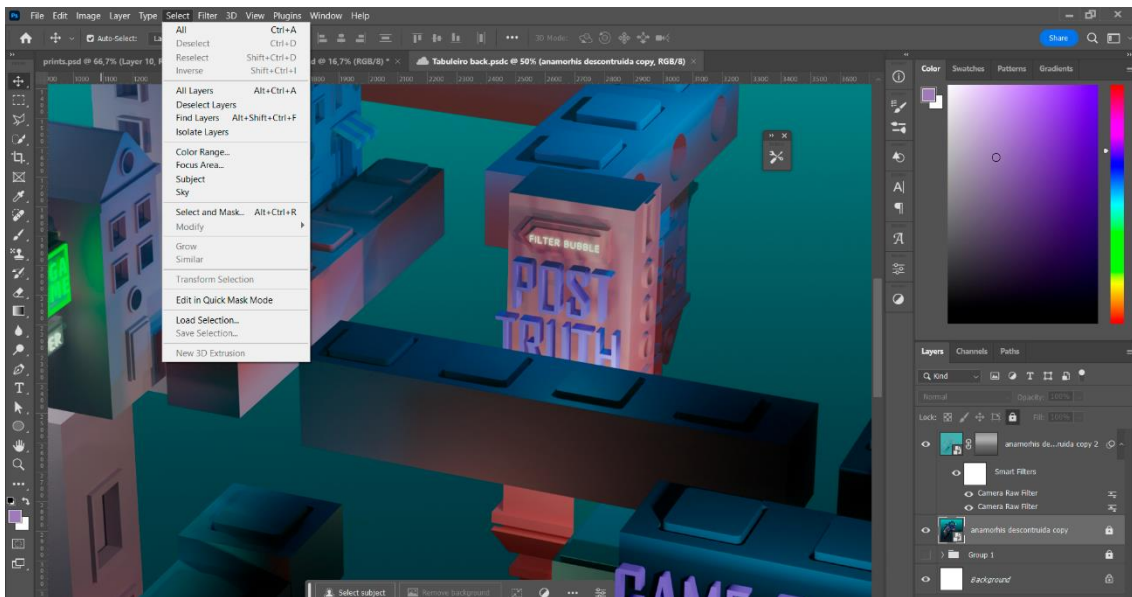 Ps File Edit Image Layer Type Select Filter 3D View Plugins Window Help
Auto-Select: 3D Mode: Share
prints.psd @ 66,7% (Layer 10, d @ 16,7% (RGB/8) * × Tabuleiro back.psdc @ 50% (anamorhis descontruida copy, RGB/8) ×
All Ctrl+A
Deselect Ctrl+D
Reselect Shift+Ctrl+D
Inverse Shift+Ctrl+I
All Layers Alt+Ctrl+A
Deselect Layers
Find Layers Alt+Shift+Ctrl+F
Isolate Layers
Color Range...
Focus Area...
Subject
Sky
Select and Mask... Alt+Ctrl+R
Modify
Grow
Similar
Transform Selection
Edit in Quick Mask Mode
Load Selection...
Save Selection...
New 3D Extrusion
FILTER BUBBLE
POST
TRUTH
GAME
Select subject Remove background
Color Swatches Patterns Gradients
Layers Channels Paths
Kind
Normal Opacity: 100%
Lock: Fill: 100%
anamorhis de...ruida copy 2
Smart Filters
Camera Raw Filter
Camera Raw Filter
anamorhis descontruida copy
Group 1
Background